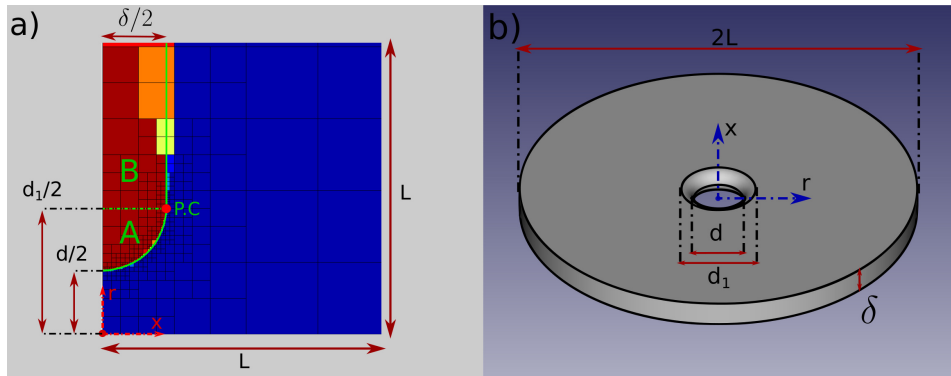 a)
δ/2
B
d₁/2
P.C
A
d/2
r
x
L
L
b)
2L
x
r
d
d₁
δ